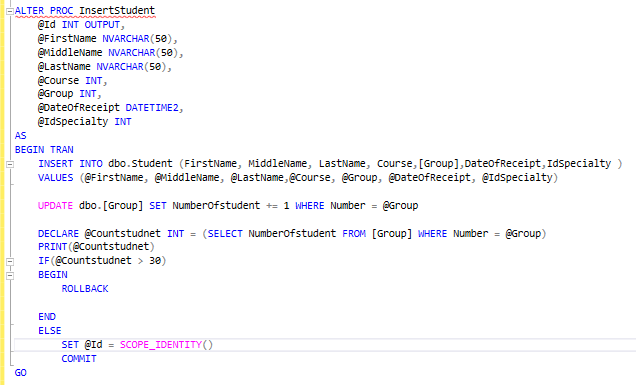 ALTER PROC InsertStudent
@Id INT OUTPUT,
@FirstName NVARCHAR(50),
@MiddleName NVARCHAR(50),
@LastName NVARCHAR(50),
@Course INT,
@Group INT,
@DateOfReceipt DATETIME2,
@IdSpecialty INT
AS
BEGIN TRAN
INSERT INTO dbo.Student (FirstName, MiddleName, LastName, Course,[Group],DateOfReceipt,IdSpecialty )
VALUES (@FirstName, @MiddleName, @LastName,@Course, @Group, @DateOfReceipt, @IdSpecialty)
UPDATE dbo.[Group] SET NumberOfstudent += 1 WHERE Number = @Group
DECLARE @Countstudnet INT = (SELECT NumberOfstudent FROM [Group] WHERE Number = @Group)
PRINT(@Countstudnet)
IF(@Countstudnet > 30)
BEGIN
ROLLBACK
END
ELSE
SET @Id = SCOPE_IDENTITY()
COMMIT
GO